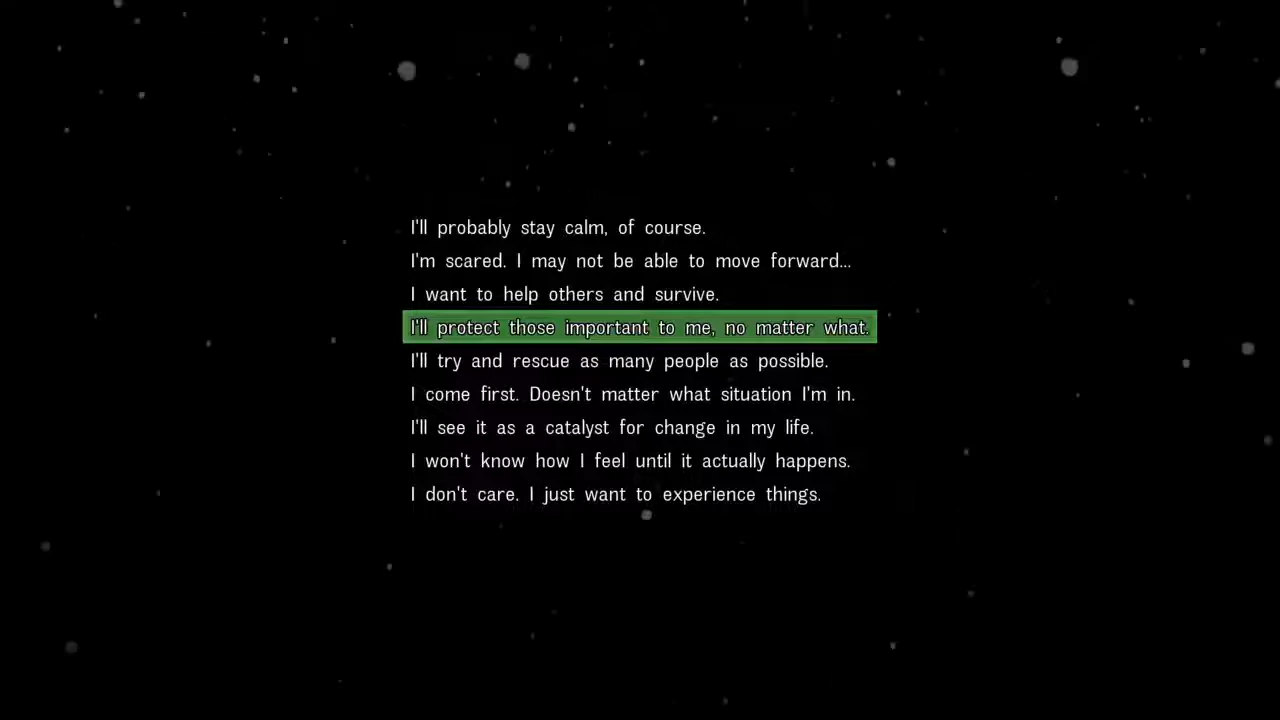 I'll probably stay calm, of course.
I'm scared. I may not be able to move forward...
I want to help others and survive.
I'll protect those important to me, no matter what.
I'll try and rescue as many people as possible.
I come first. Doesn't matter what situation I'm in.
I'll see it as a catalyst for change in my life.
I won't know how I feel until it actually happens.
I don't care. I just want to experience things.